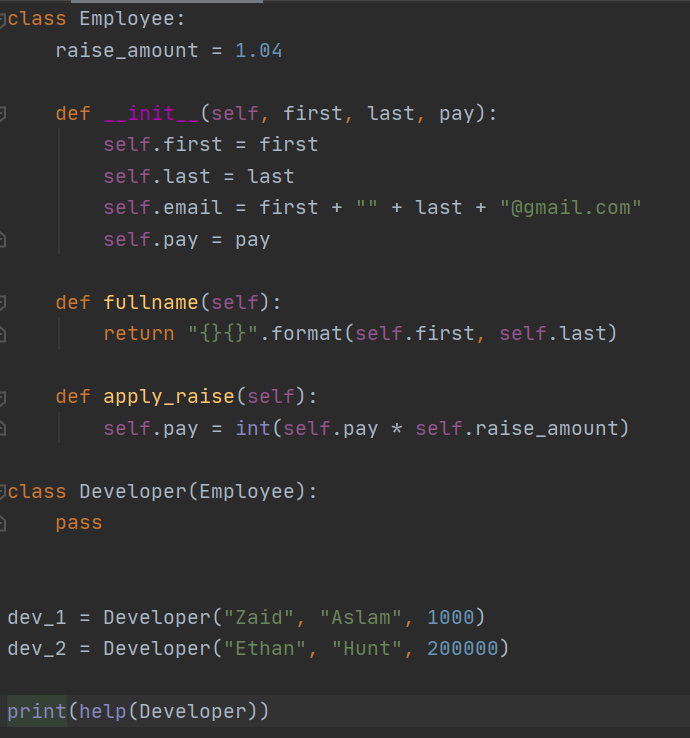 class Employee:
    raise_amount = 1.04
    def __init__(self, first, last, pay):
        self.first = first
        self.last = last
        self.email = first + "" + last + "@gmail.com"
        self.pay = pay
    def fullname(self):
        return "{}{}".format(self.first, self.last)
    def apply_raise(self):
        self.pay = int(self.pay * self.raise_amount)
class Developer(Employee):
    pass
dev_1 = Developer("Zaid", "Aslam", 1000)
dev_2 = Developer("Ethan", "Hunt", 200000)
print(help(Developer))